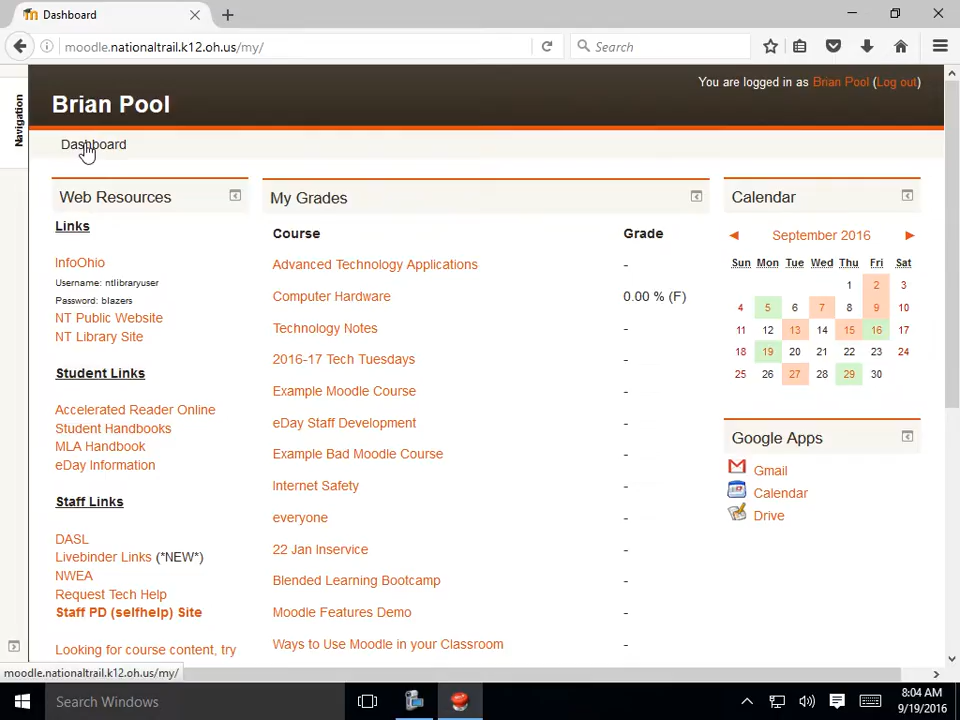 Dashboard
moodle.nationaltrail.k12.oh.us/my/
Search
You are logged in as Brian Pool (Log out)
Navigation
Brian Pool
Dashboard
Web Resources
Links
InfoOhio
Username: ntlibraryuser
Password: blazers
NT Public Website
NT Library Site
Student Links
Accelerated Reader Online
Student Handbooks
MLA Handbook
eDay Information
Staff Links
DASL
Livebinder Links (*NEW*)
NWEA
Request Tech Help
Staff PD (selfhelp) Site
Looking for course content, try
My Grades
Course Grade
Advanced Technology Applications -
Computer Hardware 0.00 % (F)
Technology Notes -
2016-17 Tech Tuesdays -
Example Moodle Course -
eDay Staff Development -
Example Bad Moodle Course -
Internet Safety -
everyone -
22 Jan Inservice -
Blended Learning Bootcamp -
Moodle Features Demo -
Ways to Use Moodle in your Classroom -
Calendar
September 2016
Sun Mon Tue Wed Thu Fri Sat
1 2 3
4 5 6 7 8 9 10
11 12 13 14 15 16 17
18 19 20 21 22 23 24
25 26 27 28 29 30
Google Apps
Gmail
Calendar
Drive
moodle.nationaltrail.k12.oh.us/my/
Search Windows
8:04 AM
9/19/2016